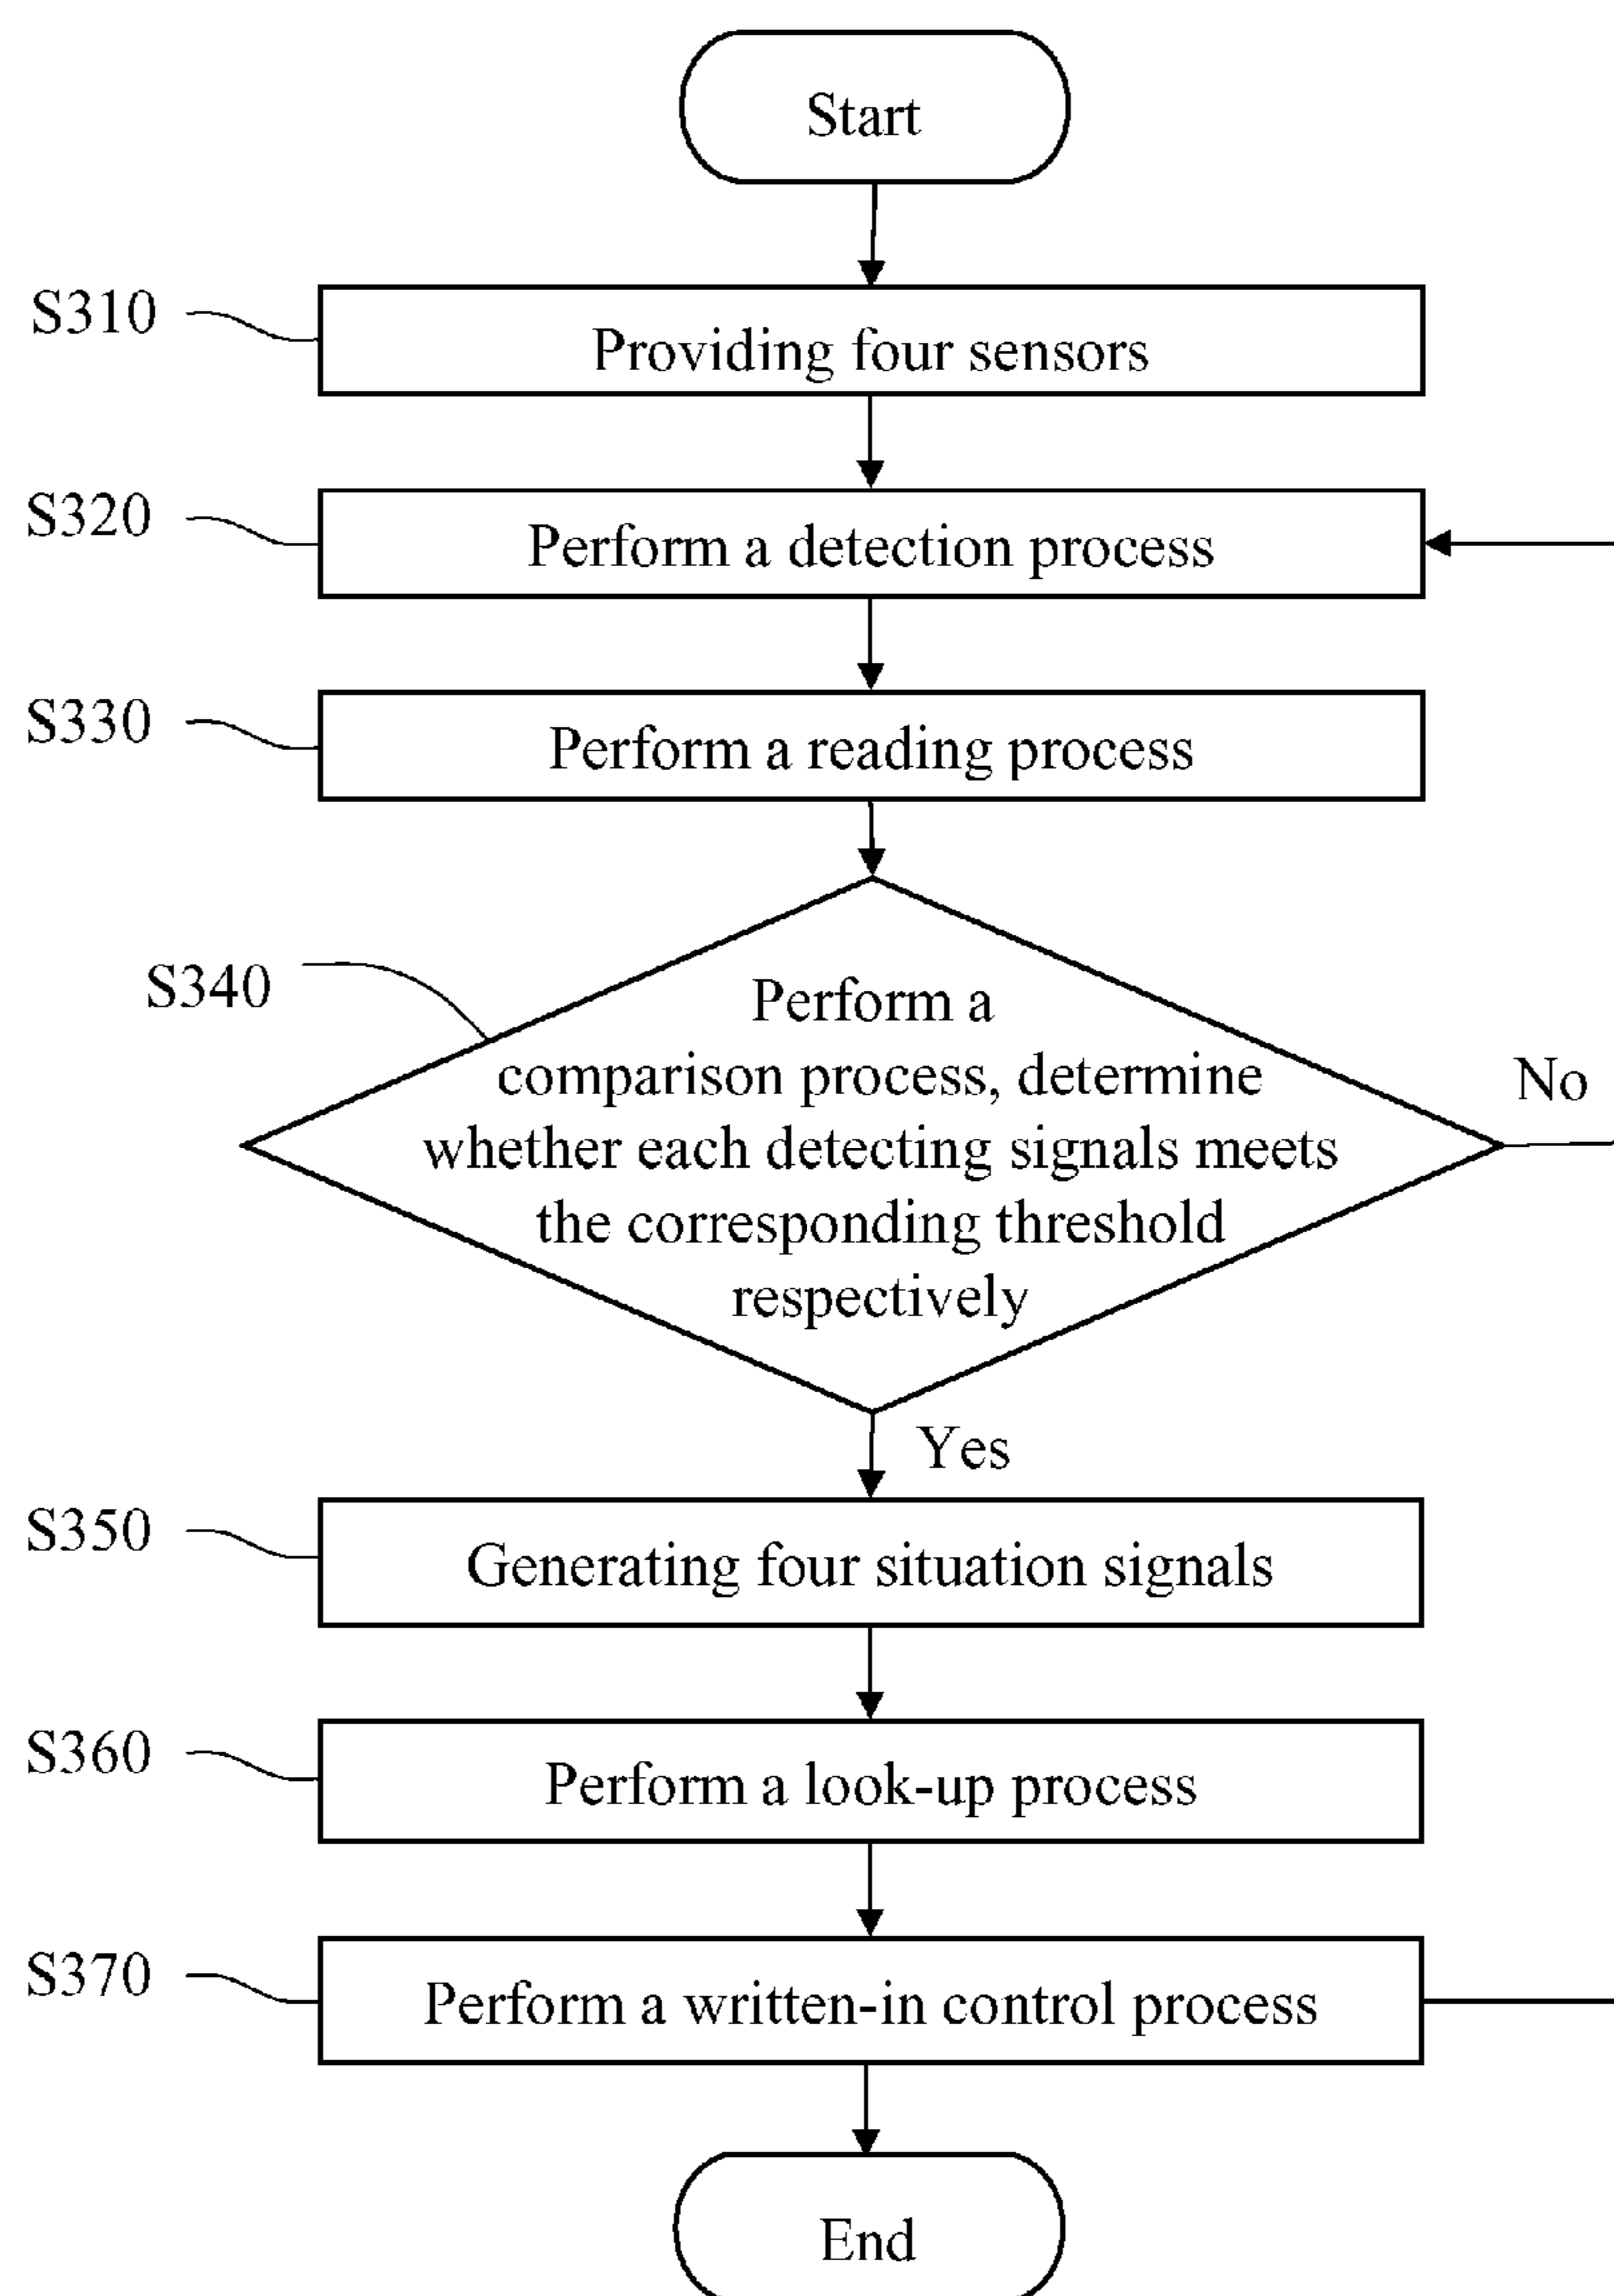 Start
S310
Providing four sensors
S320
Perform a detection process
S330
Perform a reading process
S340
Perform a
comparison process, determine
whether each detecting signals meets
the corresponding threshold
respectively
No
Yes
S350
Generating four situation signals
S360
Perform a look-up process
S370
Perform a written-in control process
End